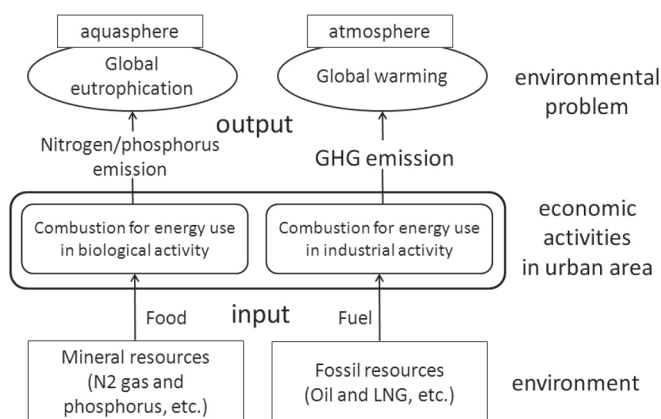 aquasphere
atmosphere
Global
eutrophication
Global warming
environmental
problem
output
Nitrogen/phosphorus
emission
GHG emission
Combustion for energy use
in biological activity
Combustion for energy use
in industrial activity
economic
activities
in urban area
Food
input
Fuel
Mineral resources
(N2 gas and
phosphorus, etc.)
Fossil resources
(Oil and LNG, etc.)
environment